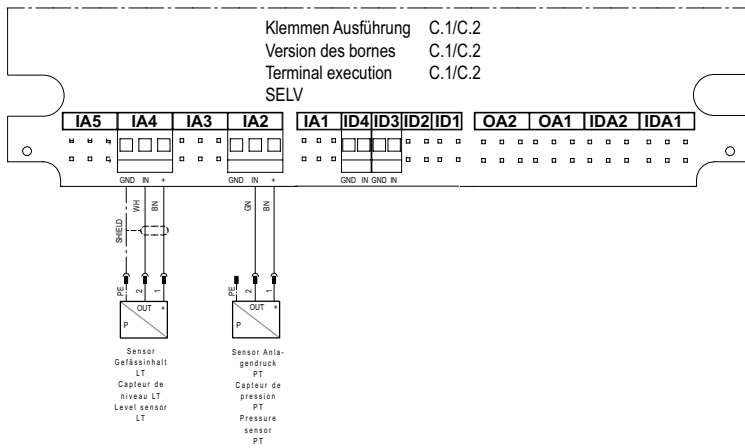 Klemmen Ausführung C.1/C.2
Version des bornes C.1/C.2
Terminal execution C.1/C.2
SELV
IA5 IA4 IA3 IA2 IA1 ID4 ID3 ID2 ID1 OA2 OA1 IDA2 IDA1
GND IN + GND IN + GND IN GND IN
SHIELD WH BN GN BN
PE 2 1 PE 2 1
OUT + OUT +
P P
Sensor
Gefässinhalt
LT
Capteur de
niveau LT
Level sensor
LT
Sensor Anla-
gendruck
PT
Capteur de
pression
PT
Pressure
sensor
PT